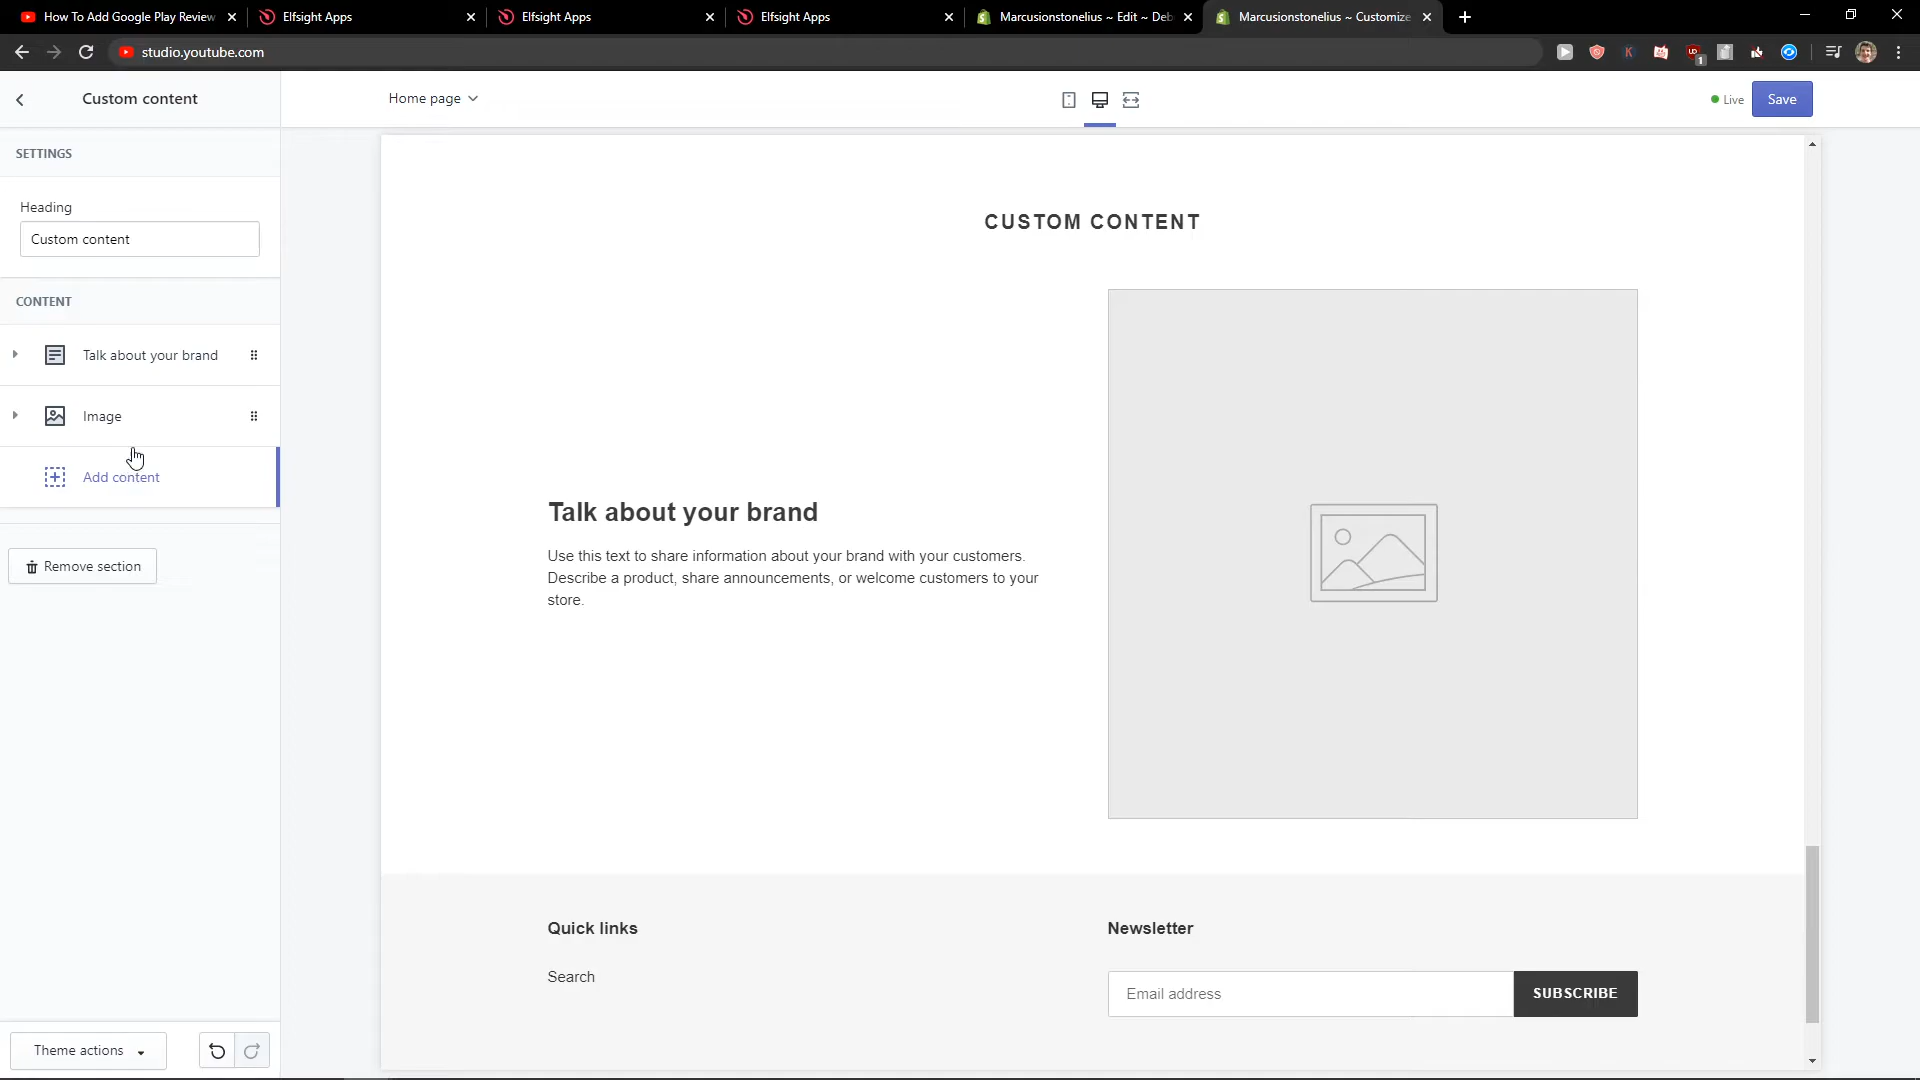 How To Add Google Play Review
Elfsight Apps
Elfsight Apps
Elfsight Apps
Marcusionstonelius ~ Edit ~ Deb
Marcusionstonelius ~ Customize
studio.youtube.com
K
UO
1
Custom content
Home page
Live
Save
SETTINGS
Heading
Custom content
CONTENT
Talk about your brand
Image
Add content
Remove section
CUSTOM CONTENT
Talk about your brand
Use this text to share information about your brand with your customers.
Describe a product, share announcements, or welcome customers to your
store.
Quick links
Search
Newsletter
Email address
SUBSCRIBE
Theme actions